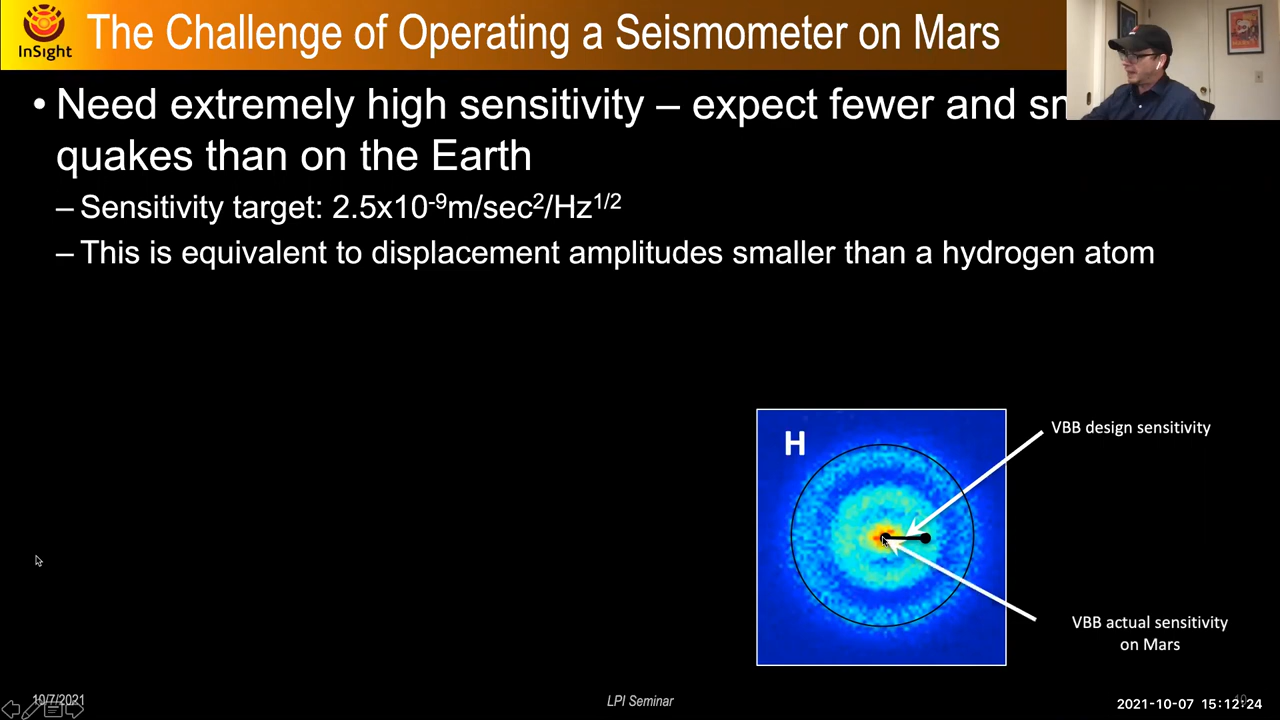 InSight
The Challenge of Operating a Seismometer on Mars
• Need extremely high sensitivity – expect fewer and
quakes than on the Earth
– Sensitivity target: 2.5x10⁻⁹m/sec²/Hz¹/²
– This is equivalent to displacement amplitudes smaller than a hydrogen atom
H
VBB design sensitivity
VBB actual sensitivity
on Mars
10/7/2021
LPI Seminar
2021-10-07 15:12:24